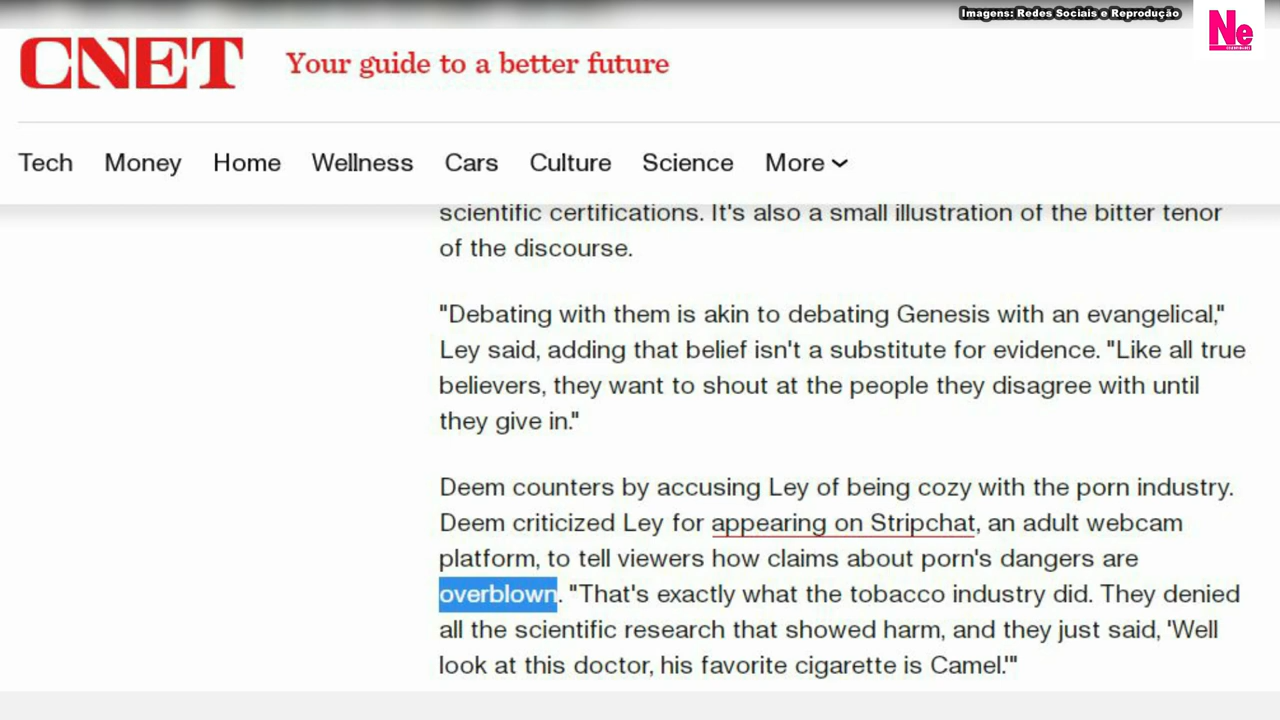 Imagens: Redes Sociais e Reprodução
Ne
CNET
Your guide to a better future
Tech Money Home Wellness Cars Culture Science More
scientific certifications. It's also a small illustration of the bitter tenor
of the discourse.
"Debating with them is akin to debating Genesis with an evangelical,"
Ley said, adding that belief isn't a substitute for evidence. "Like all true
believers, they want to shout at the people they disagree with until
they give in."
Deem counters by accusing Ley of being cozy with the porn industry.
Deem criticized Ley for appearing on Stripchat, an adult webcam
platform, to tell viewers how claims about porn's dangers are
overblown. "That's exactly what the tobacco industry did. They denied
all the scientific research that showed harm, and they just said, 'Well
look at this doctor, his favorite cigarette is Camel.'"